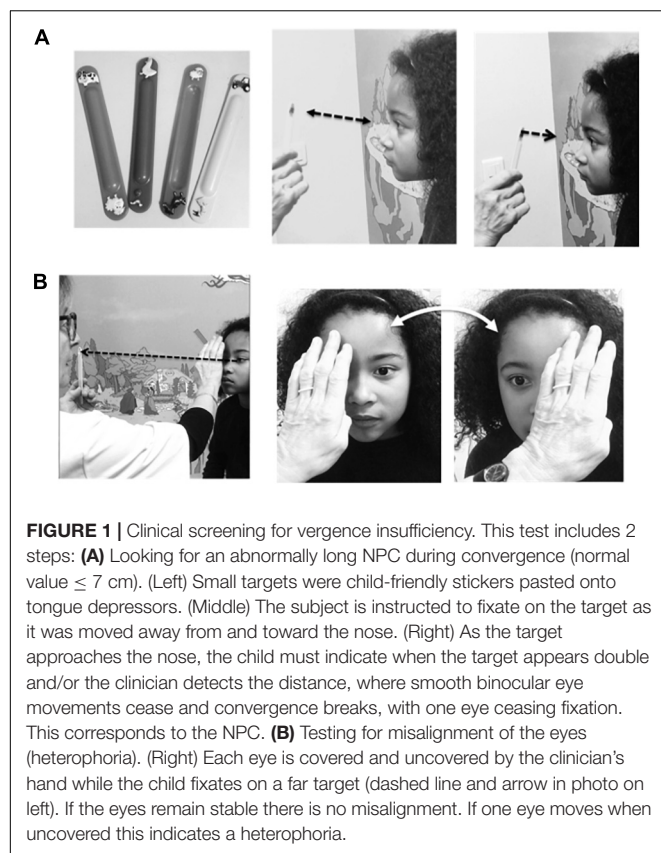 A
B
FIGURE 1 | Clinical screening for vergence insufficiency. This test includes 2
steps: (A) Looking for an abnormally long NPC during convergence (normal
value ≤ 7 cm). (Left) Small targets were child-friendly stickers pasted onto
tongue depressors. (Middle) The subject is instructed to fixate on the target as
it was moved away from and toward the nose. (Right) As the target
approaches the nose, the child must indicate when the target appears double
and/or the clinician detects the distance, where smooth binocular eye
movements cease and convergence breaks, with one eye ceasing fixation.
This corresponds to the NPC. (B) Testing for misalignment of the eyes
(heterophoria). (Right) Each eye is covered and uncovered by the clinician's
hand while the child fixates on a far target (dashed line and arrow in photo on
left). If the eyes remain stable there is no misalignment. If one eye moves when
uncovered this indicates a heterophoria.